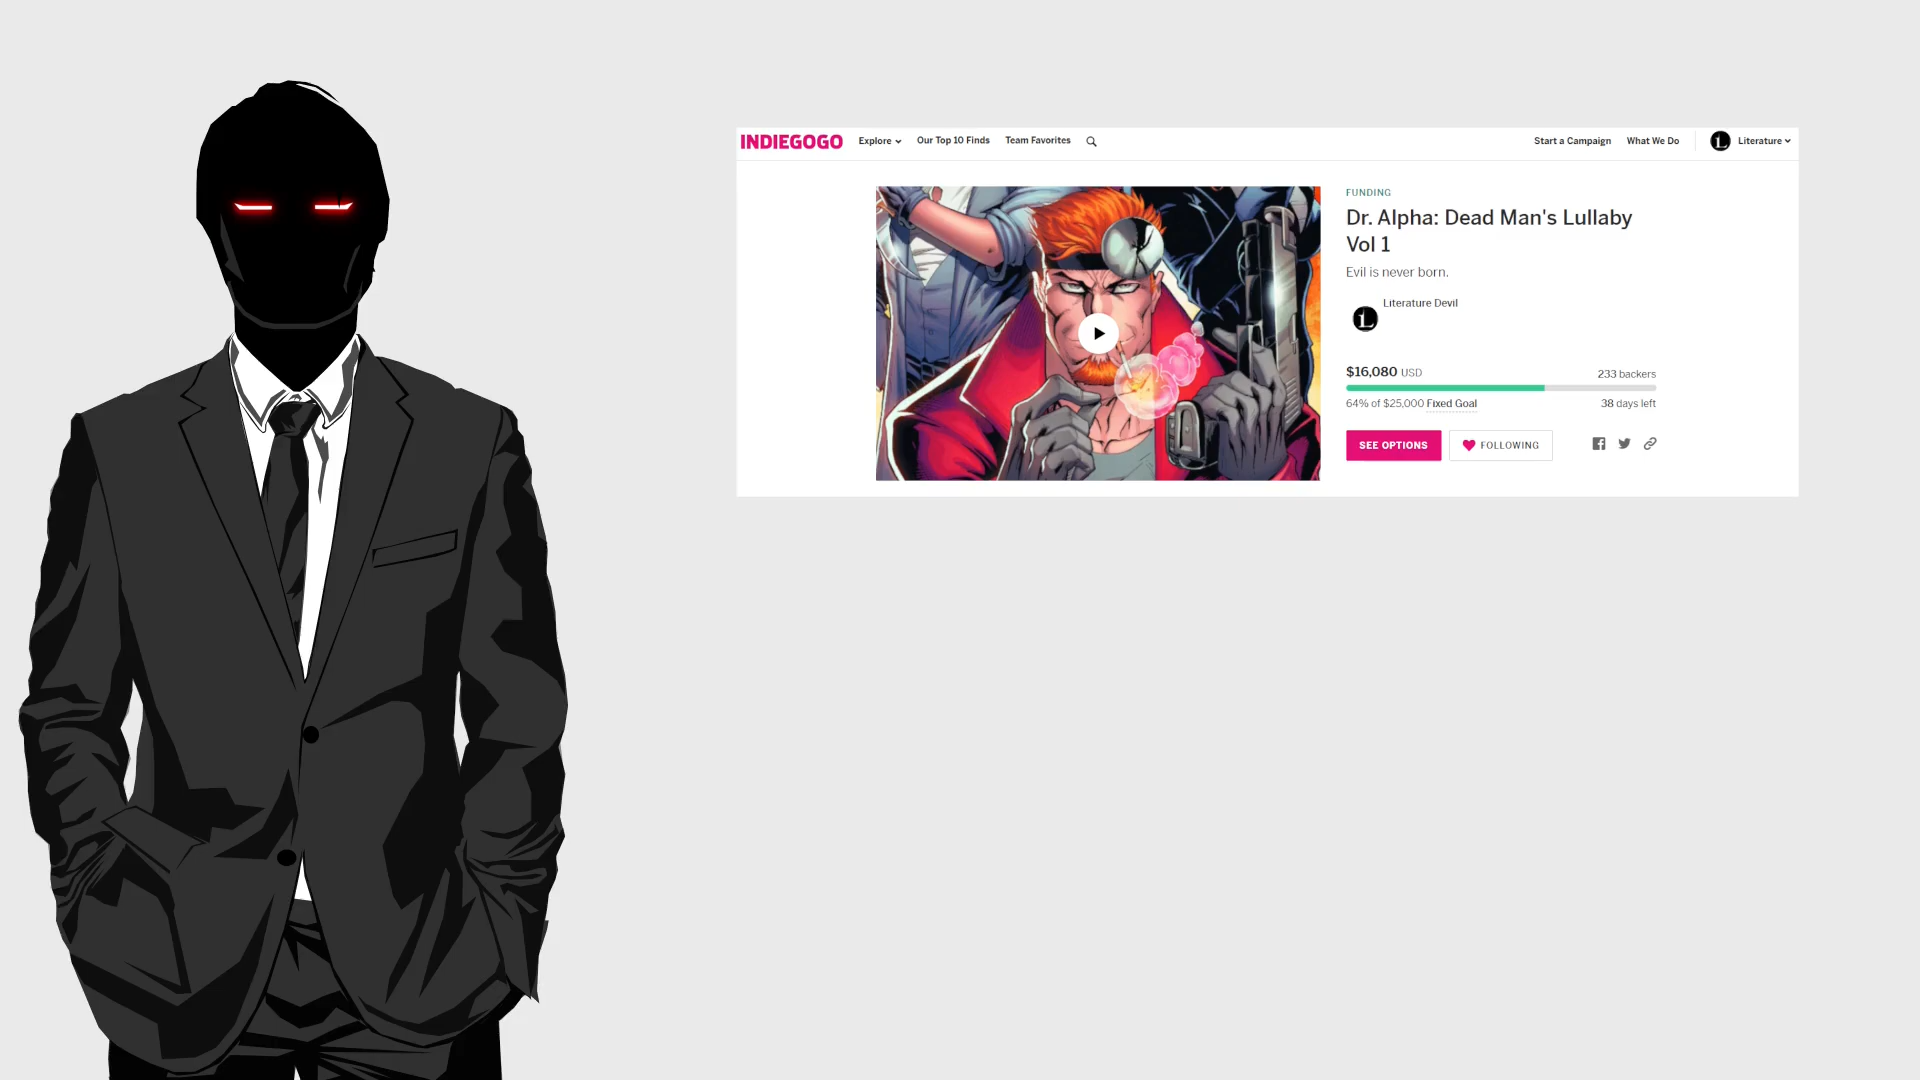 INDIEGOGO Explore Our Top 10 Finds Team Favorites Start a Campaign What We Do L Literature
FUNDING
Dr. Alpha: Dead Man's Lullaby
Vol 1
Evil is never born.
Literature Devil
L
$16,080 USD 233 backers
64% of $25,000 Fixed Goal 38 days left
SEE OPTIONS FOLLOWING